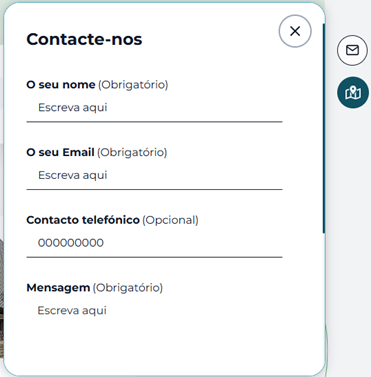 Contacte-nos
O seu nome (Obrigatório)
Escreva aqui
O seu Email (Obrigatório)
Escreva aqui
Contacto telefónico (Opcional)
000000000
Mensagem (Obrigatório)
Escreva aqui